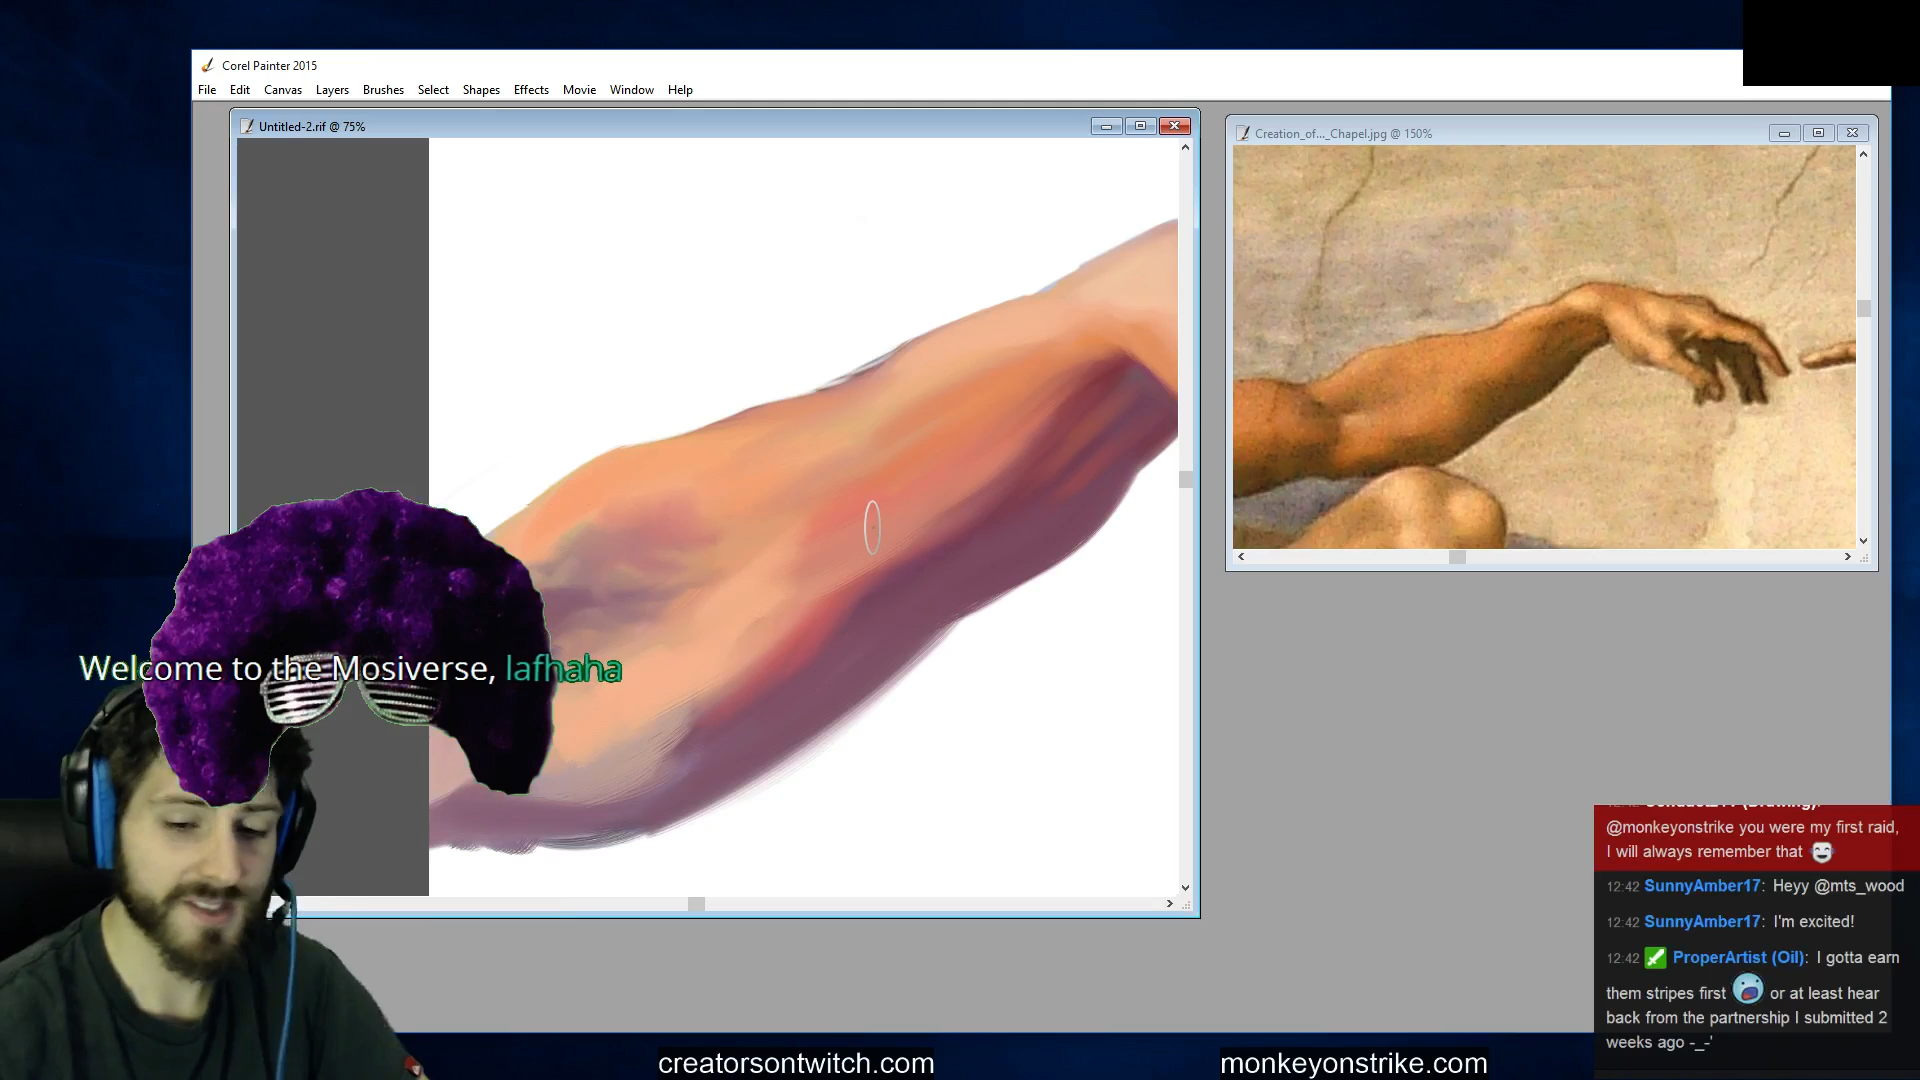 Corel Painter 2015
File Edit Canvas Layers Brushes Select Shapes Effects Movie Window Help
Untitled-2.rif @ 75%
Creation_of..._Chapel.jpg @ 150%
Welcome to the Mosiverse, lafhaha
@monkeyonstrike you were my first raid,
I will always remember that
12:42 SunnyAmber17: Heyy @mts_wood
12:42 SunnyAmber17: I'm excited!
12:42 ProperArtist (Oil): I gotta earn
them stripes first or at least hear
back from the partnership I submitted 2
weeks ago -_-'
creatorsontwitch.com
monkeyonstrike.com